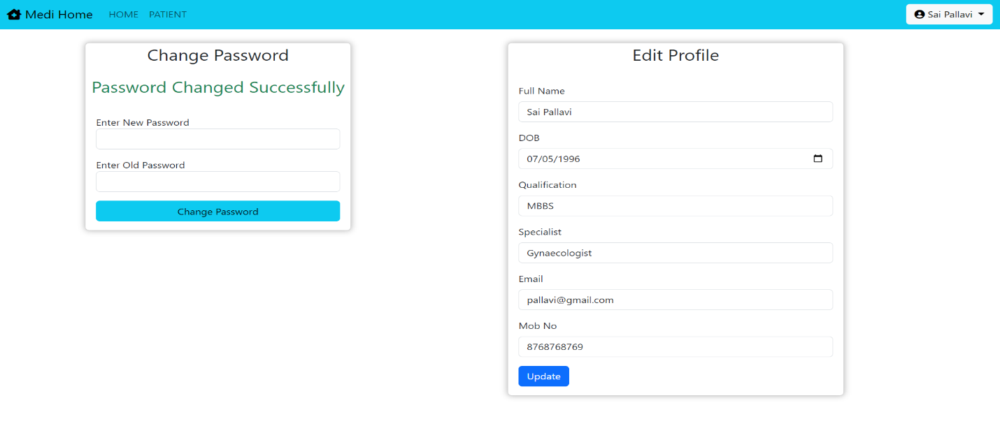 Medi Home HOME PATIENT Sai Pallavi
Change Password
Password Changed Successfully
Enter New Password
Enter Old Password
Change Password
Edit Profile
Full Name
Sai Pallavi
DOB
07/05/1996
Qualification
MBBS
Specialist
Gynaecologist
Email
pallavi@gmail.com
Mob No
8768768769
Update